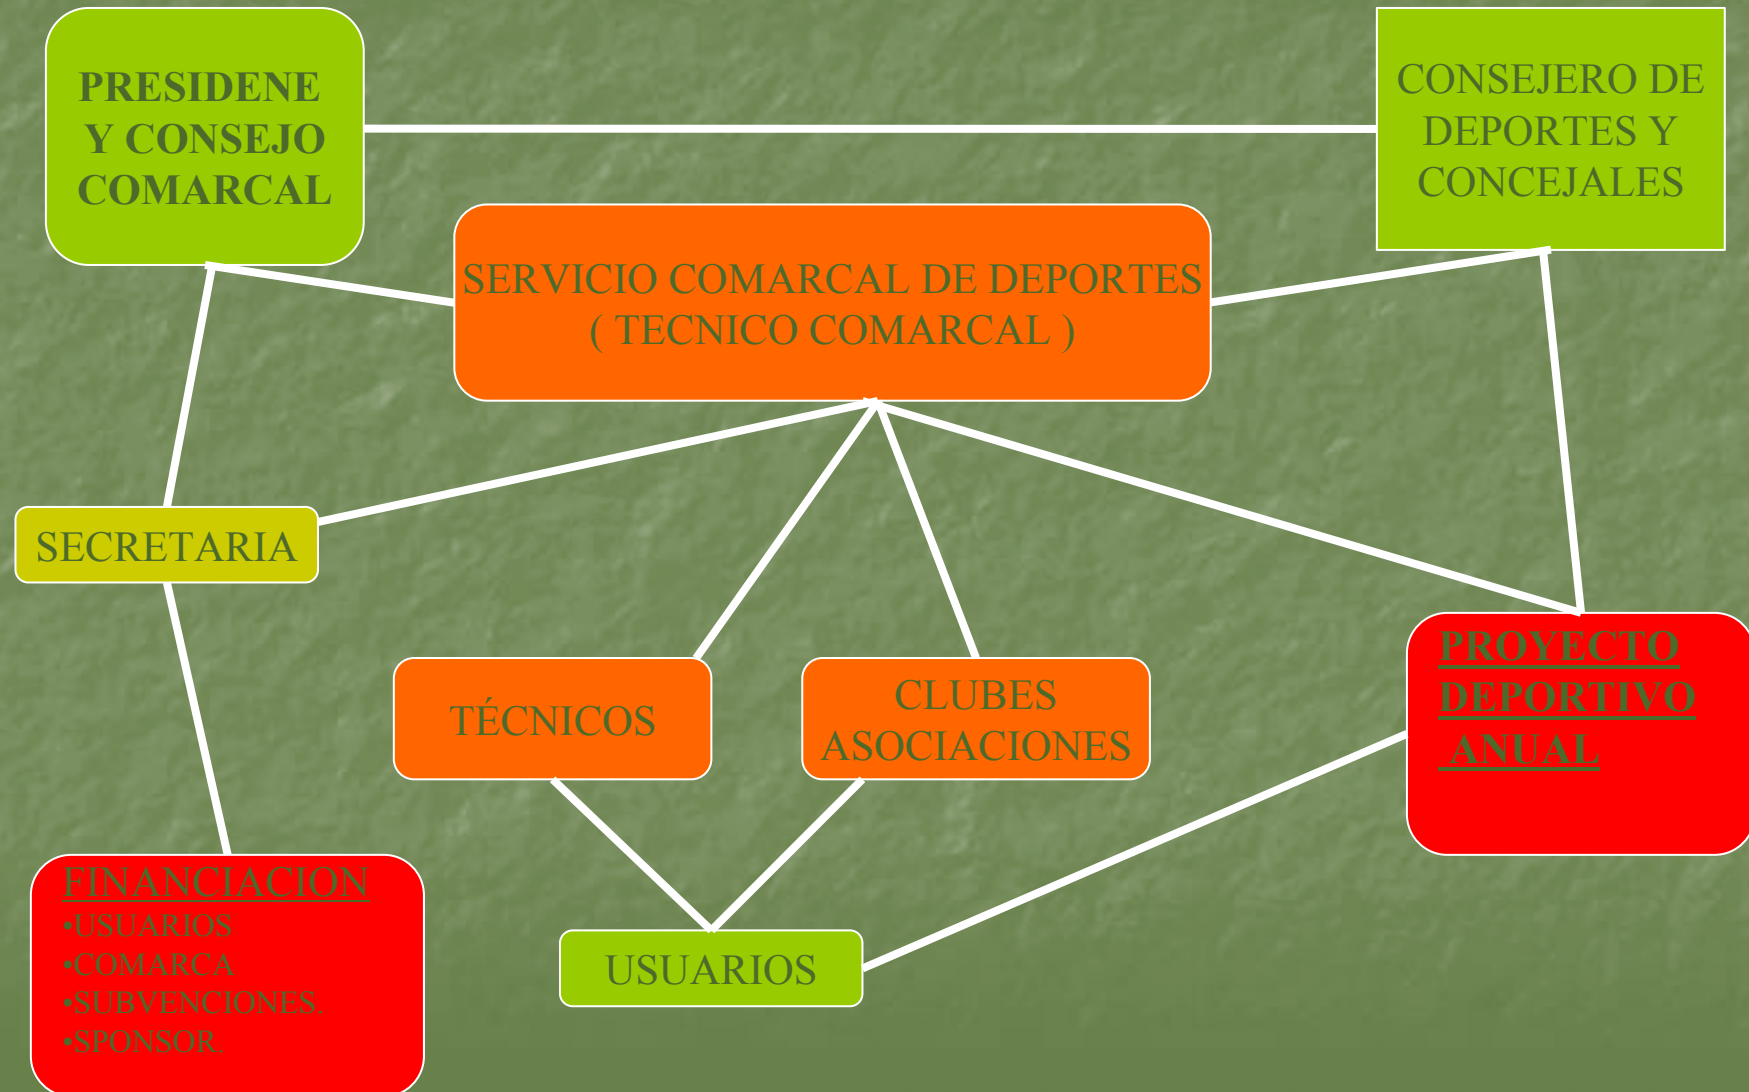 PRESIDENE
Y CONSEJO
COMARCAL
CONSEJERO DE
DEPORTES Y
CONCEJALES
SERVICIO COMARCAL DE DEPORTES
( TECNICO COMARCAL )
SECRETARIA
TÉCNICOS
CLUBES
ASOCIACIONES
PROYECTO
DEPORTIVO
ANUAL
FINANCIACION
•USUARIOS
•COMARCA
•SUBVENCIONES.
•SPONSOR.
USUARIOS